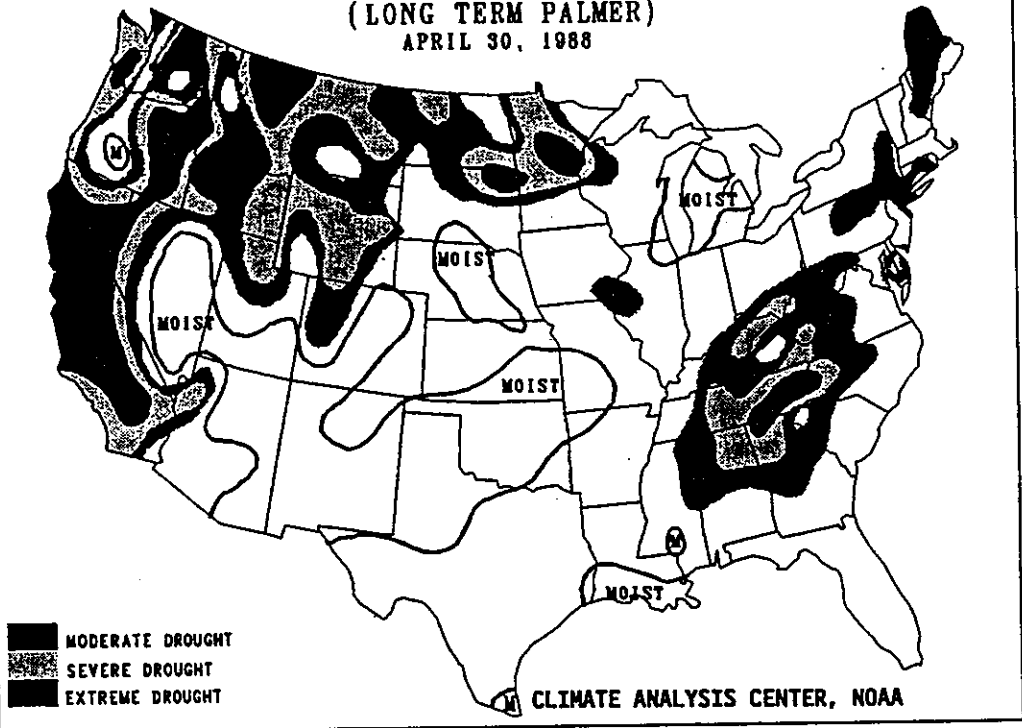 (LONG TERM PALMER)
APRIL 30, 1988
M
MOIST
MOIST
MOIST
MOIST
M
MOIST
MODERATE DROUGHT
SEVERE DROUGHT
EXTREME DROUGHT
M
CLIMATE ANALYSIS CENTER, NOAA